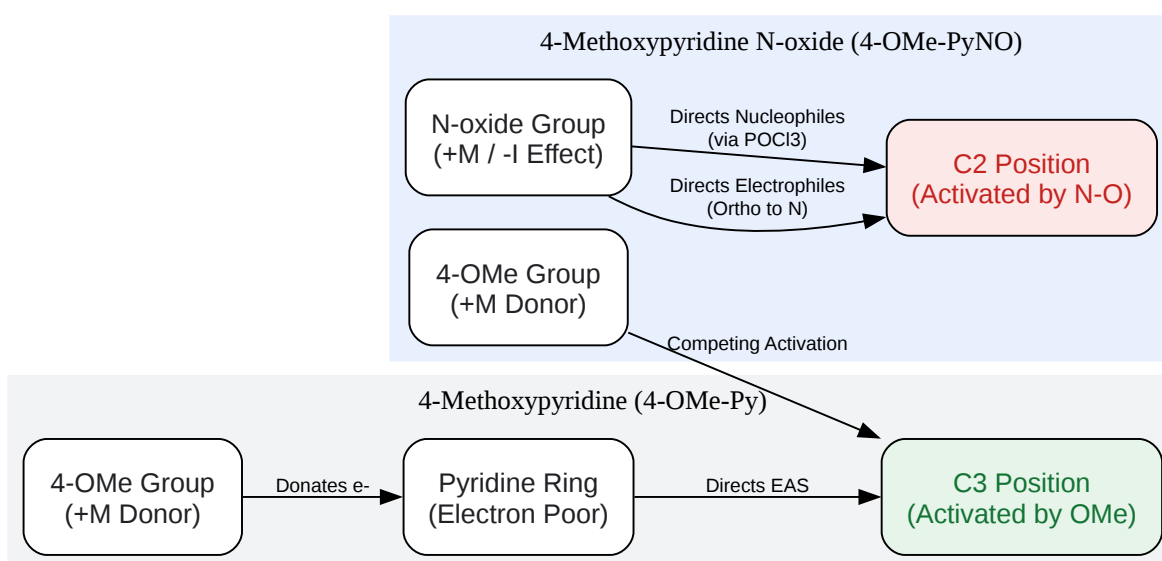 4-Methoxypyridine N-oxide (4-OMe-PyNO)
N-oxide Group
(+M / -I Effect)
Directs Nucleophiles
(via POCl3)
Directs Electrophiles
(Ortho to N)
C2 Position
(Activated by N-O)
4-OMe Group
(+M Donor)
Competing Activation
4-Methoxypyridine (4-OMe-Py)
4-OMe Group
(+M Donor)
Donates e-
Pyridine Ring
(Electron Poor)
Directs EAS
C3 Position
(Activated by OMe)